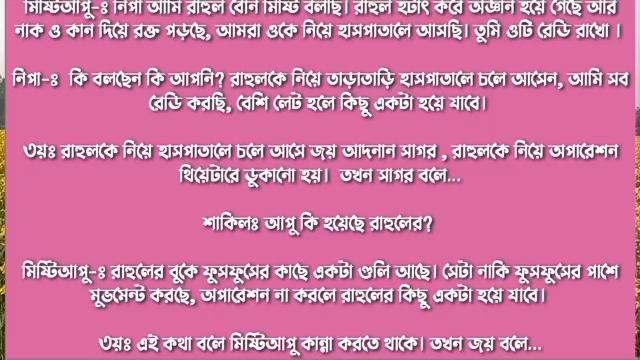 মিষ্টিআপু-ঃ নিপা আমি রাহুল বোন মিষ্টি বলছি। রাহুল হটাৎ করে অজ্ঞান হয়ে গেছে আর
নাক ও কান দিয়ে রক্ত পড়ছে, আমরা ওকে নিয়ে হাসপাতালে আসছি। তুমি ওটি রেডি রাখো ।
নিপা-ঃ কি বলছেন কি আপনি? রাহুলকে নিয়ে তাড়াতাড়ি হাসপাতালে চলে আসেন, আমি সব
রেডি করছি, বেশি লেট হলে কিছু একটা হয়ে যাবে।
৩য়ঃ রাহুলকে নিয়ে হাসপাতালে চলে আসে জয় আদনান সাগর , রাহুলকে নিয়ে অপারেশন
থিয়েটারে ডুকানো হয়। তখন সাগর বলে...
শাকিলঃ আপু কি হয়েছে রাহুলের?
মিষ্টিআপু-ঃ রাহুলের বুকে ফুসফুসের কাছে একটা গুলি আছে। সেটা নাকি ফুসফুসের পাশে
মুভমেন্ট করছে, অপারেশন না করলে রাহুলের কিছু একটা হয়ে যাবে।
৩য়ঃ এই কথা বলে মিষ্টিআপু কান্না করতে থাকে। তখন জয় বলে...